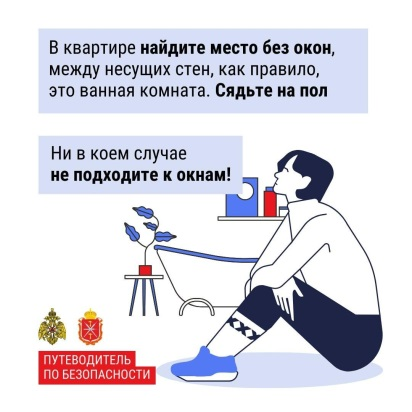 В квартире найдите место без окон,
между несущих стен, как правило,
это ванная комната. Сядьте на пол
Ни в коем случае
не подходите к окнам!
ПУТЕВОДИТЕЛЬ
ПО БЕЗОПАСНОСТИ